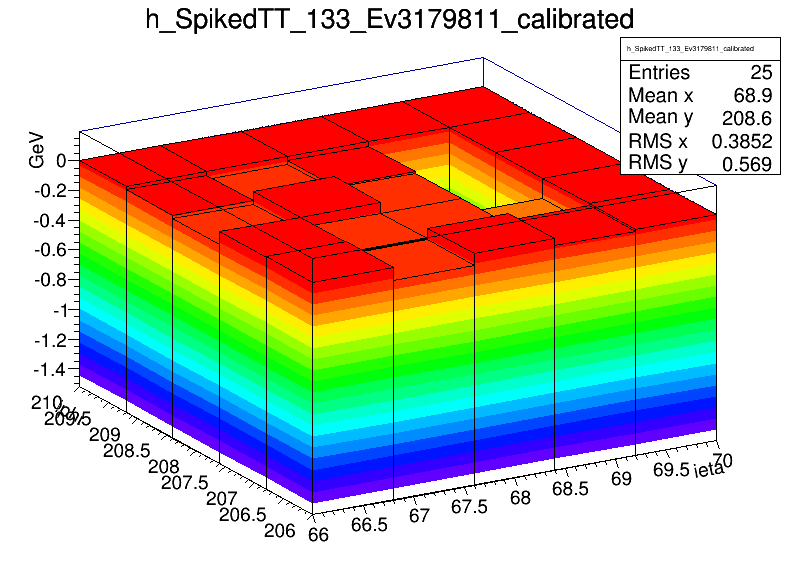 h_SpikedTT_133_Ev3179811_calibrated
h_SpikedTT_133_Ev3179811_calibrated
Entries 25
Mean x 68.9
Mean y 208.6
RMS x 0.3852
RMS y 0.569
GeV
0
-0.2
-0.4
-0.6
-0.8
-1
-1.2
-1.4
210
209.5
209
208.5
208
207.5
207
206.5
206
66
66.5
67
67.5
68
68.5
69
69.5
70
ieta